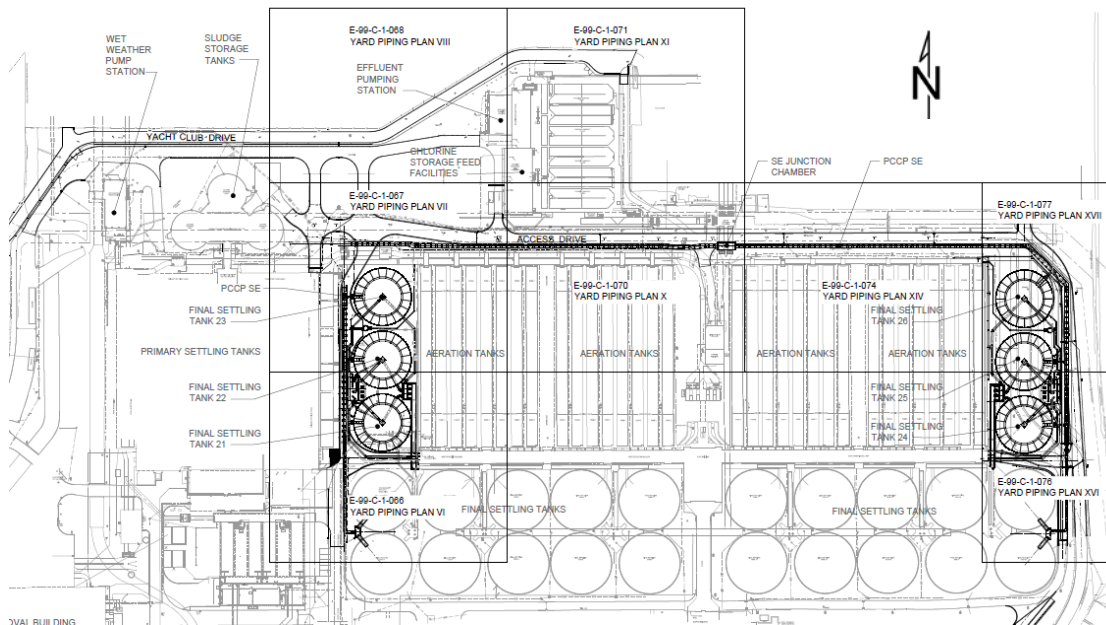 E-99-C-1-068
YARD PIPING PLAN VIII
E-99-C-1-071
YARD PIPING PLAN XI
WET
WEATHER
PUMP
STATION
SLUDGE
STORAGE
TANKS
EFFLUENT
PUMPING
STATION
N
YACHT CLUB DRIVE
CHLORINE
STORAGE FEED
FACILITIES
SE JUNCTION
CHAMBER
PCCP SE
E-99-C-1-067
YARD PIPING PLAN VII
E-99-C-1-077
YARD PIPING PLAN XVII
ACCESS DRIVE
PCCP SE
E-99-C-1-070
YARD PIPING PLAN X
E-99-C-1-074
YARD PIPING PLAN XIV
FINAL SETTLING
TANK 23
FINAL SETTLING
TANK 26
PRIMARY SETTLING TANKS
AERATION TANKS
AERATION TANKS
AERATION TANKS
AERATION TANKS
FINAL SETTLING
TANK 22
FINAL SETTLING
TANK 25
FINAL SETTLING
TANK 21
FINAL SETTLING
TANK 24
E-99-C-1-066
YARD PIPING PLAN VI
FINAL SETTLING TANKS
FINAL SETTLING TANKS
E-99-C-1-076
YARD PIPING PLAN XVI
OVAL BUILDING